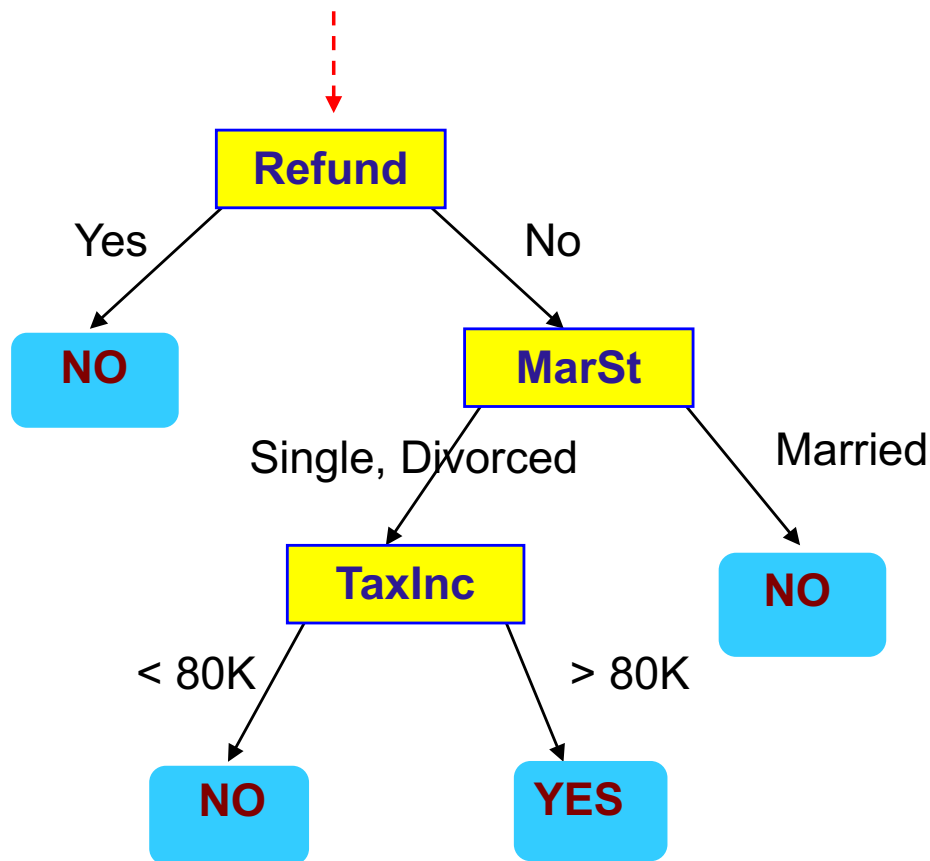 Refund
Yes
No
NO
MarSt
Single, Divorced
Married
TaxInc
NO
< 80K
> 80K
NO
YES